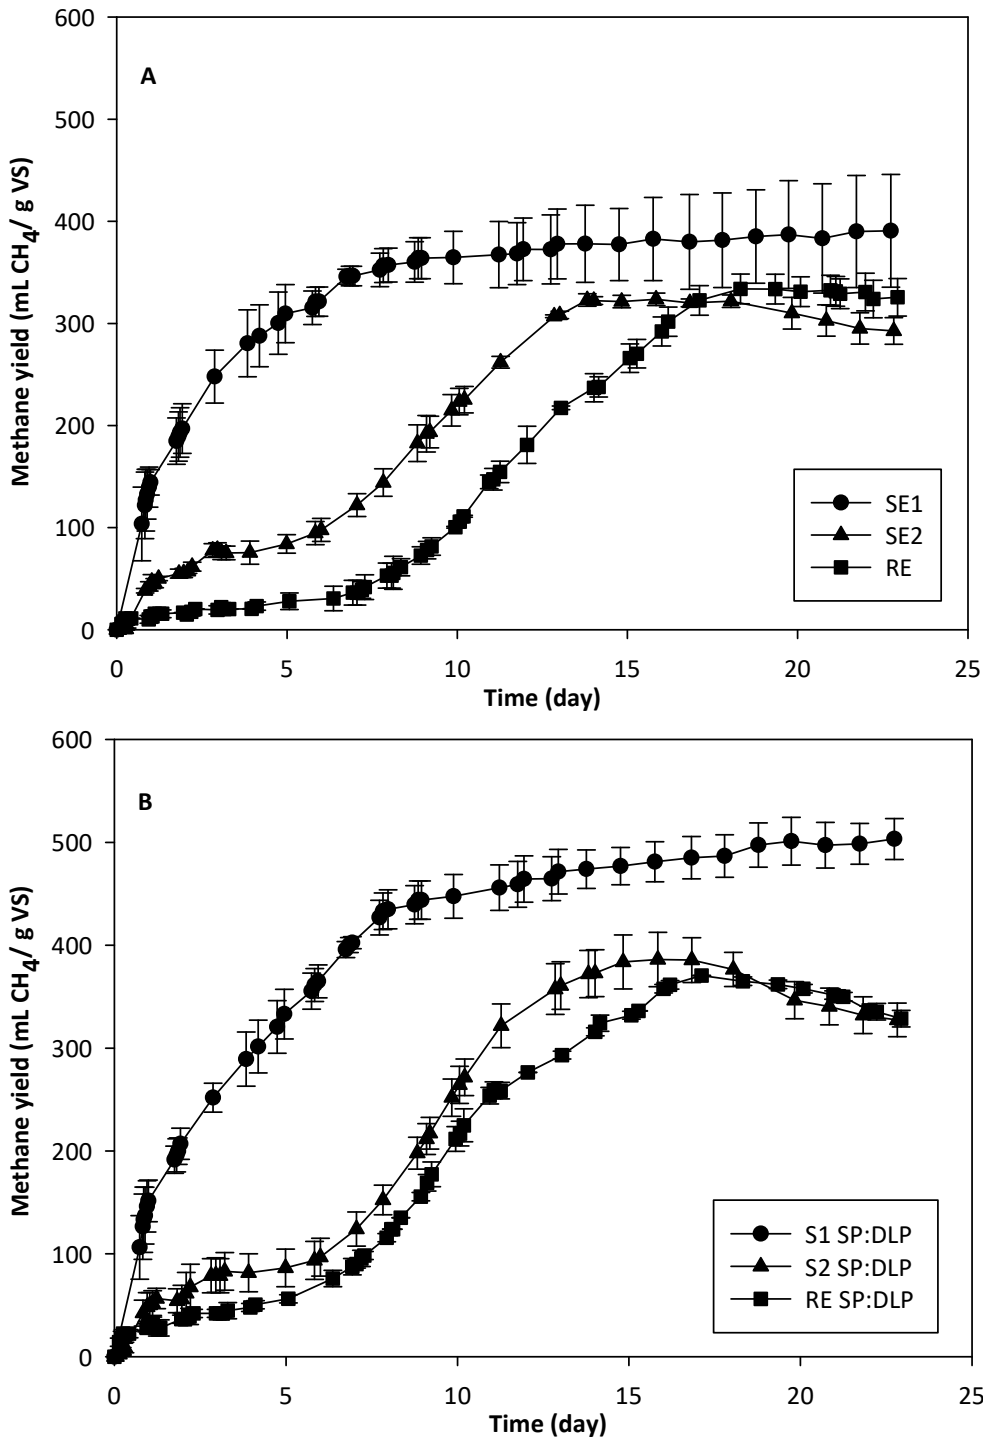 600
A
500
400
300
200
100
0
Methane yield (mL CH4/ g VS)
SE1
SE2
RE
0 5 10 15 20 25
Time (day)
600
B
500
400
300
200
100
0
Methane yield (mL CH4/ g VS)
S1 SP:DLP
S2 SP:DLP
RE SP:DLP
0 5 10 15 20 25
Time (day)